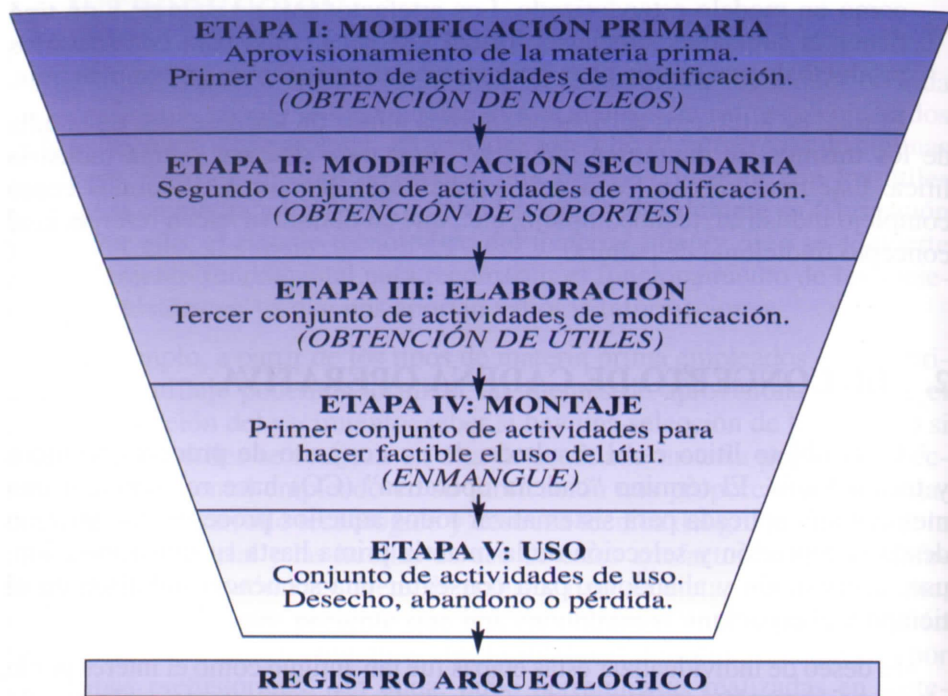 ETAPA I: MODIFICACIÓN PRIMARIA
Aprovisionamiento de la materia prima.
Primer conjunto de actividades de modificación.
(OBTENCIÓN DE NÚCLEOS)
ETAPA II: MODIFICACIÓN SECUNDARIA
Segundo conjunto de actividades de modificación.
(OBTENCIÓN DE SOPORTES)
ETAPA III: ELABORACIÓN
Tercer conjunto de actividades de modificación.
(OBTENCIÓN DE ÚTILES)
ETAPA IV: MONTAJE
Primer conjunto de actividades para
hacer factible el uso del útil.
(ENMANGUE)
ETAPA V: USO
Conjunto de actividades de uso.
Desecho, abandono o pérdida.
REGISTRO ARQUEOLÓGICO